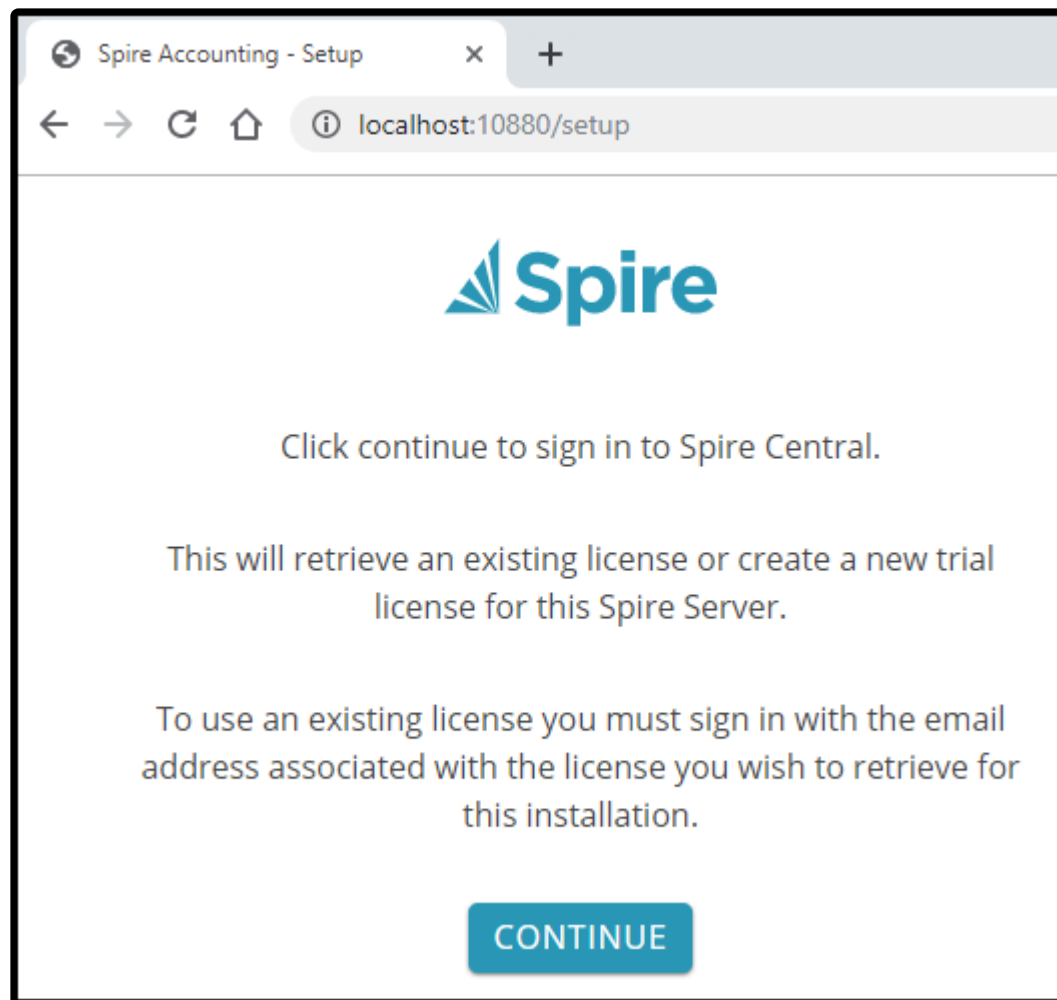 Spire Accounting - Setup
localhost:10880/setup
Spire
Click continue to sign in to Spire Central.
This will retrieve an existing license or create a new trial
license for this Spire Server.
To use an existing license you must sign in with the email
address associated with the license you wish to retrieve for
this installation.
CONTINUE